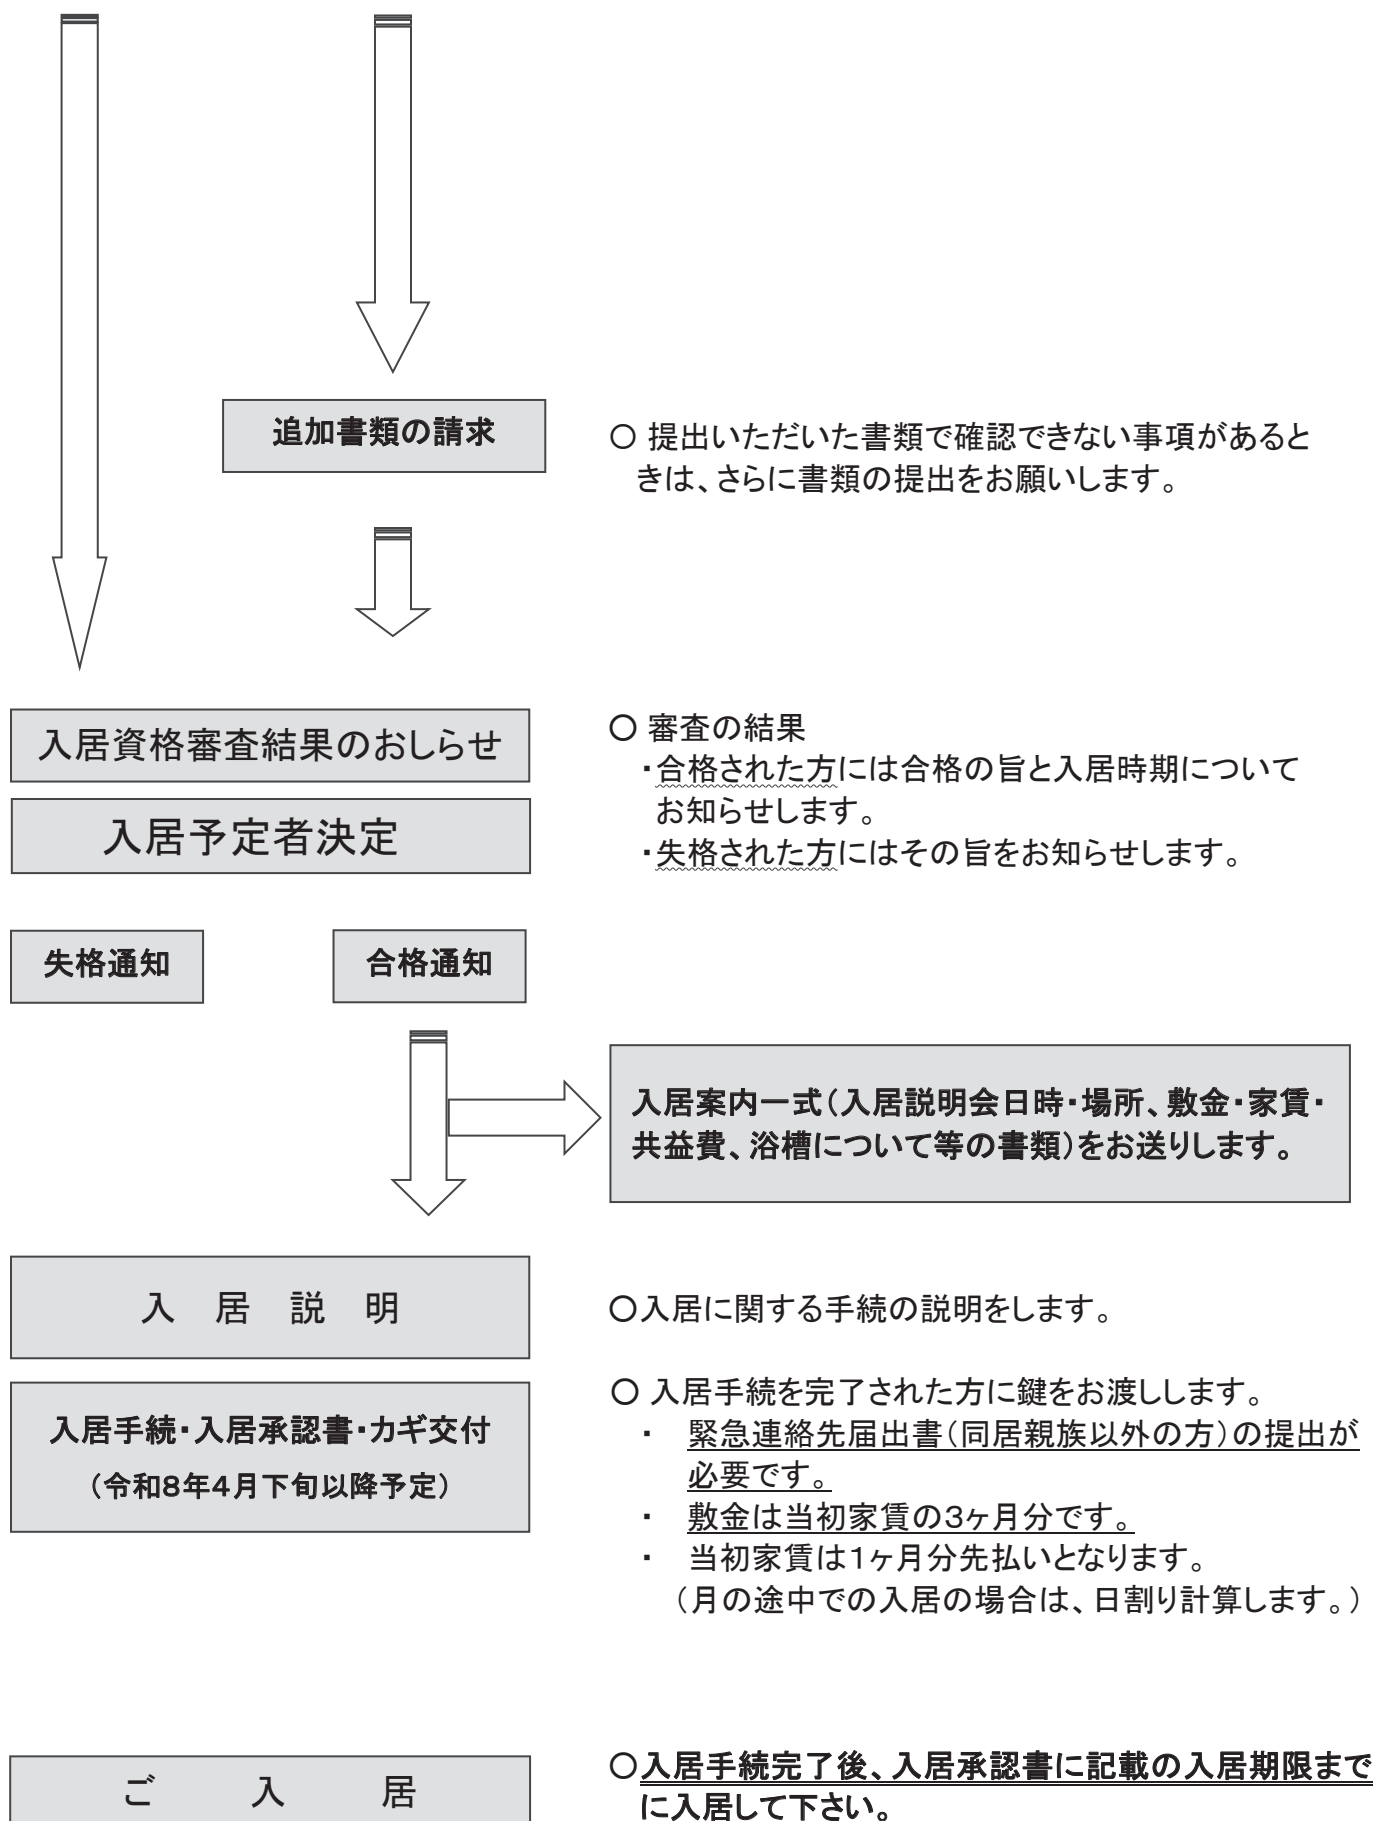 追加書類の請求
〇 提出いただいた書類で確認できない事項があると
きは、さらに書類の提出をお願いします。
入居資格審査結果のおしらせ
入居予定者決定
〇 審査の結果
・合格された方には合格の旨と入居時期について
お知らせします。
・失格された方にはその旨をお知らせします。
失格通知
合格通知
入居案内一式(入居説明会日時・場所、敷金・家賃・
共益費、浴槽について等の書類)をお送りします。
入 居 説 明
〇入居に関する手続の説明をします。
入居手続・入居承認書・カギ交付
(令和8年4月下旬以降予定)
〇 入居手続を完了された方に鍵をお渡しします。
・ 緊急連絡先届出書(同居親族以外の方)の提出が
必要です。
・ 敷金は当初家賃の3ヶ月分です。
・ 当初家賃は1ヶ月分先払いとなります。
(月の途中での入居の場合は、日割り計算します。)
ご 入 居
〇入居手続完了後、入居承認書に記載の入居期限まで
に入居して下さい。